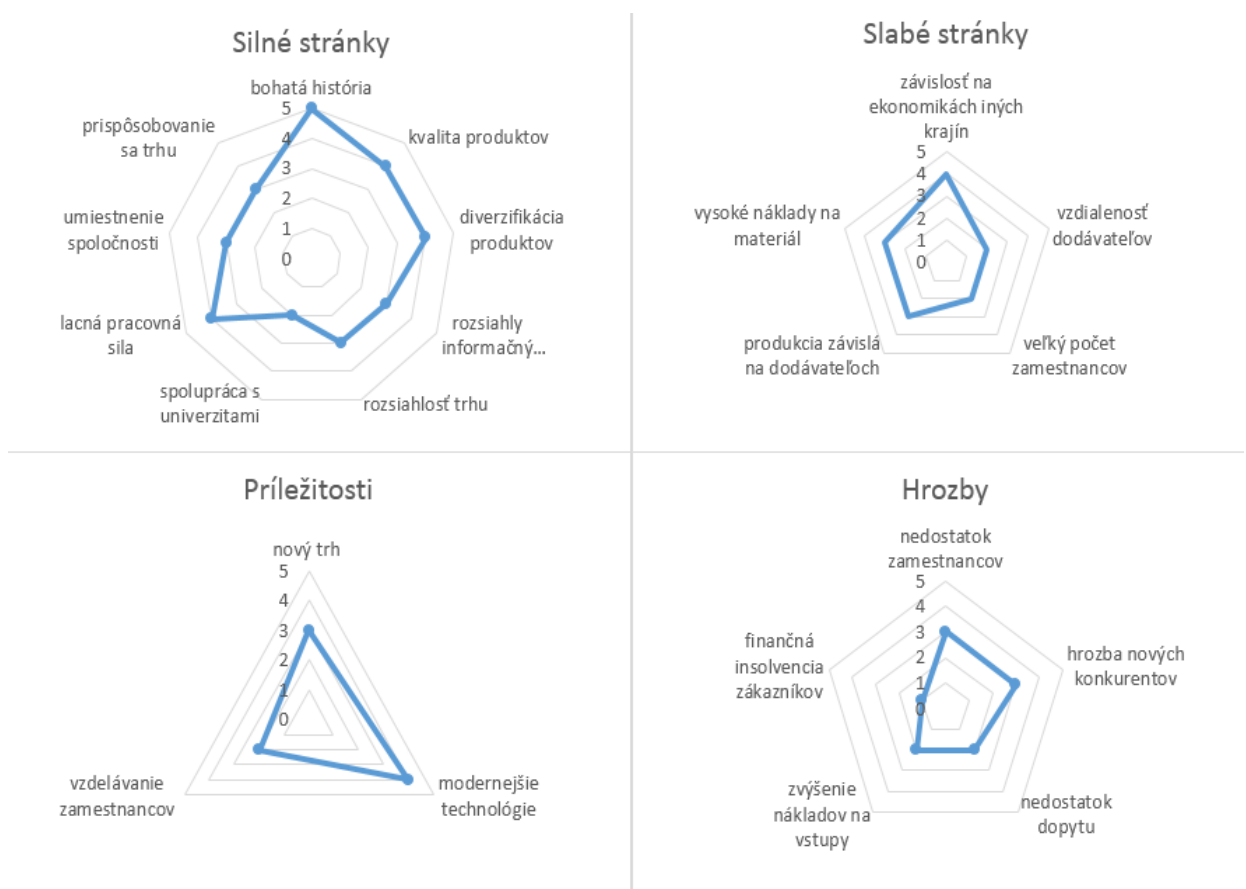 Silné stránky
bohatá história
5
4
3
2
1
0
kvalita produktov
diverzifikácia
produktov
rozsiahly
informačný...
rozsiahlosť trhu
spolupráca s
univerzitami
lacná pracovná
sila
umiestnenie
spoločnosti
prispôsobovanie
sa trhu
Slabé stránky
závislosť na
ekonomikách iných
krajín
5
4
3
2
1
0
vzdialenosť
dodávateľov
veľký počet
zamestnancov
produkcia závislá
na dodávateľoch
vysoké náklady na
materiál
Príležitosti
nový trh
5
4
3
2
1
0
modernejšie
technológie
vzdelávanie
zamestnancov
Hrozby
nedostatok
zamestnancov
5
4
3
2
1
0
hrozba nových
konkurentov
nedostatok
dopytu
zvýšenie
nákladov na
vstupy
finančná
insolvencia
zákazníkov